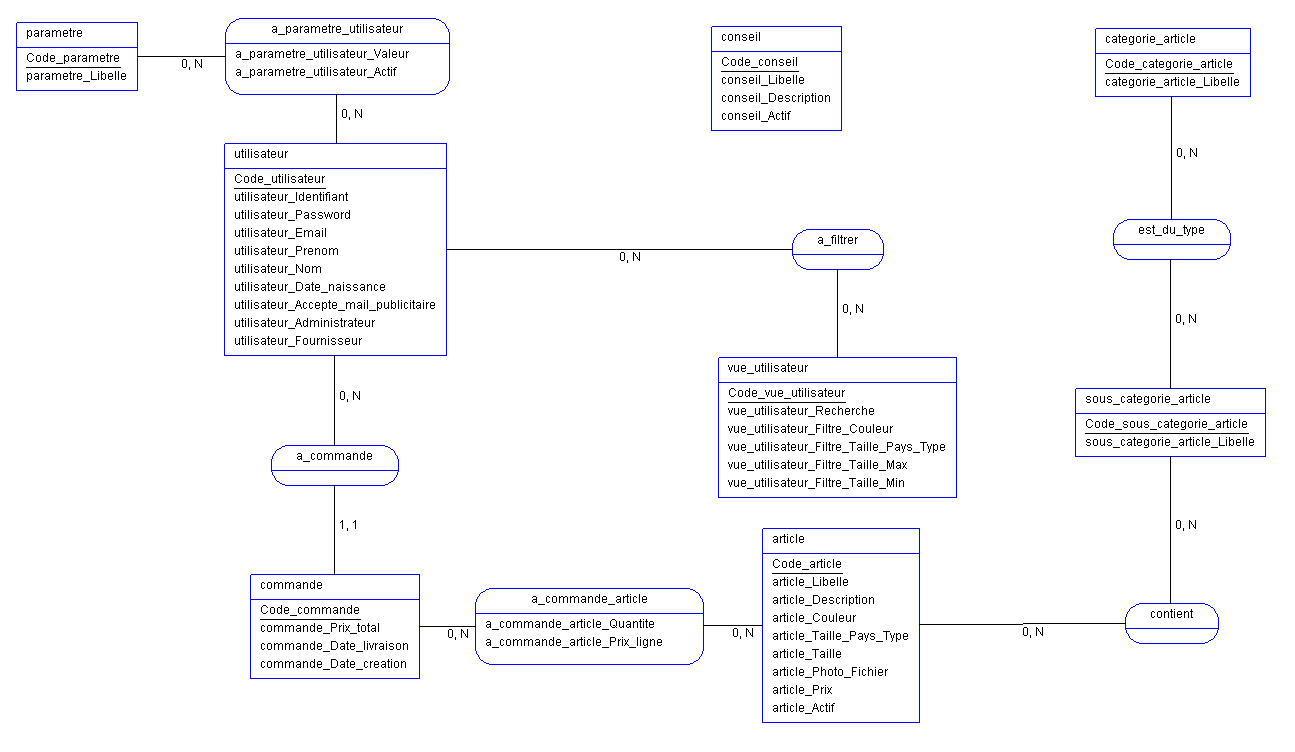 parametre
Code_parametre
parametre_Libelle
0, N
a_parametre_utilisateur
a_parametre_utilisateur_Valeur
a_parametre_utilisateur_Actif
0, N
conseil
Code_conseil
conseil_Libelle
conseil_Description
conseil_Actif
categorie_article
Code_categorie_article
categorie_article_Libelle
0, N
utilisateur
Code_utilisateur
utilisateur_Identifiant
utilisateur_Password
utilisateur_Email
utilisateur_Prenom
utilisateur_Nom
utilisateur_Date_naissance
utilisateur_Accepte_mail_publicitaire
utilisateur_Administrateur
utilisateur_Fournisseur
0, N
a_filtrer
0, N
est_du_type
0, N
vue_utilisateur
Code_vue_utilisateur
vue_utilisateur_Recherche
vue_utilisateur_Filtre_Couleur
vue_utilisateur_Filtre_Taille_Pays_Type
vue_utilisateur_Filtre_Taille_Max
vue_utilisateur_Filtre_Taille_Min
sous_categorie_article
Code_sous_categorie_article
sous_categorie_article_Libelle
0, N
0, N
a_commande
1, 1
commande
Code_commande
commande_Prix_total
commande_Date_livraison
commande_Date_creation
0, N
a_commande_article
a_commande_article_Quantite
a_commande_article_Prix_ligne
0, N
article
Code_article
article_Libelle
article_Description
article_Couleur
article_Taille_Pays_Type
article_Taille
article_Photo_Fichier
article_Prix
article_Actif
0, N
contient